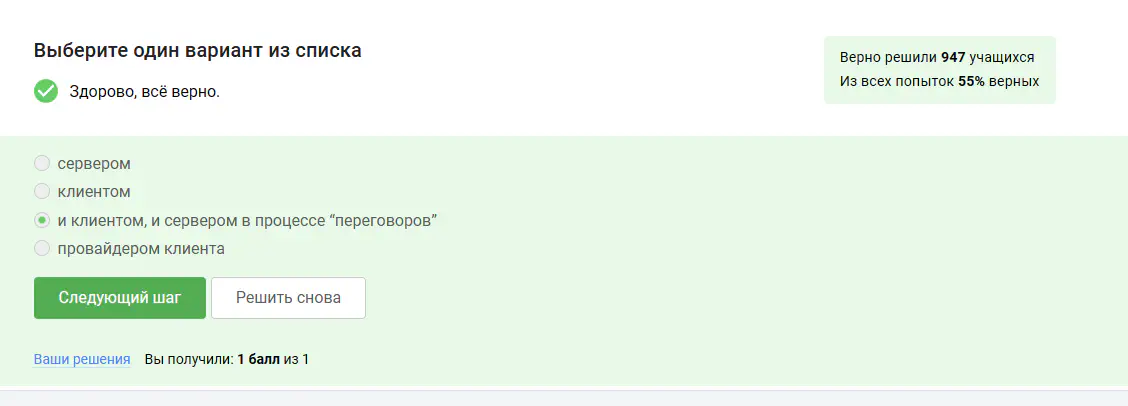 Выберите один вариант из списка
Здорово, всё верно.
Верно решили 947 учащихся
Из всех попыток 55% верных
сервером
клиентом
и клиентом, и сервером в процессе “переговоров”
провайдером клиента
Следующий шаг
Решить снова
Ваши решения Вы получили: 1 балл из 1